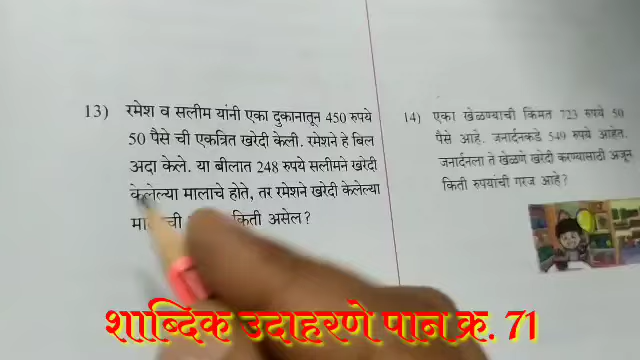 13) रमेश व सलीम यांनी एका दुकानातून 450 रुपये
50 पैसे ची एकत्रित खरेदी केली. रमेशने हे बिल
अदा केले. या बीलात 248 रुपये सलीमने खरेदी
केलेल्या मालाचे होते, तर रमेशने खरेदी केलेल्या
किती असेल?
14) एका खेळण्याची किंमत 723 रुपये 50
पैसे आहे. जनार्दनकडे 549 रुपये आहेत.
जनार्दनला ते खेळणे खरेदी करण्यासाठी अजून
किती रुपयांची गरज आहे?
शाब्दिक उदाहरणे पान क्र. 71